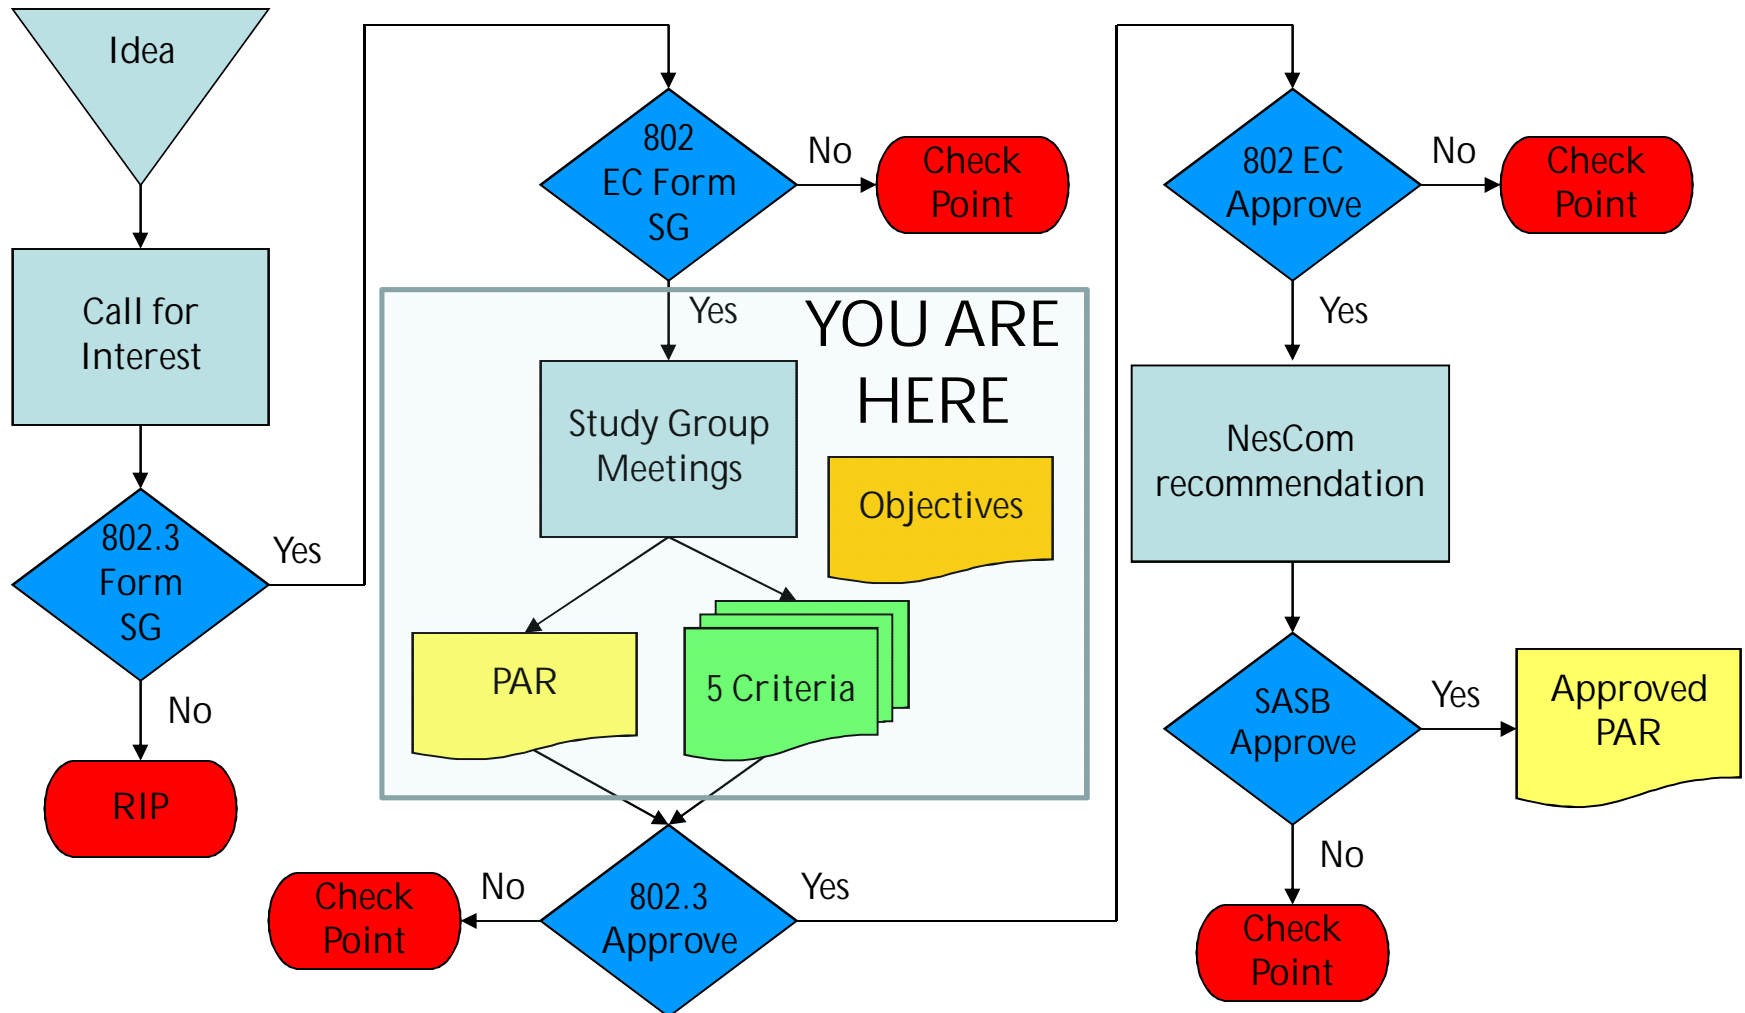 Idea
Call for
Interest
802.3
Form
SG
Yes
No
RIP
802
EC Form
SG
No
Check
Point
Yes
YOU ARE
HERE
Study Group
Meetings
Objectives
PAR
5 Criteria
802.3
Approve
No
Check
Point
Yes
802 EC
Approve
No
Check
Point
Yes
NesCom
recommendation
SASB
Approve
Yes
Approved
PAR
No
Check
Point